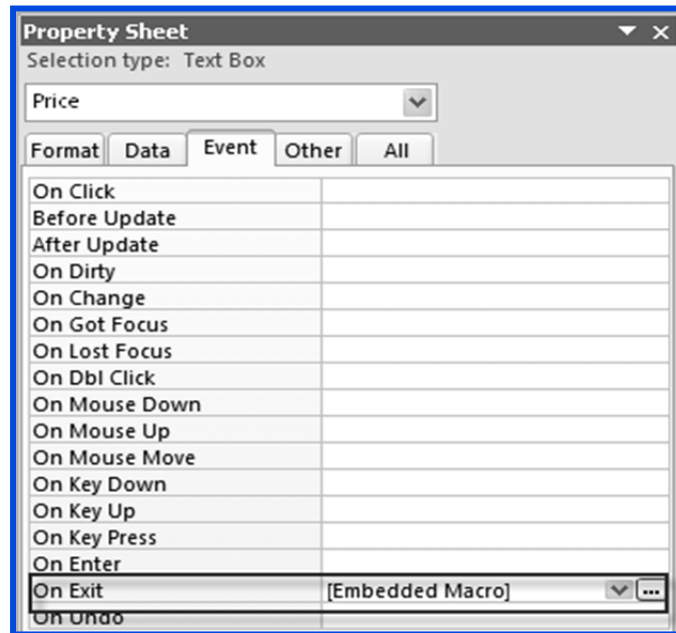 Property Sheet
Selection type: Text Box
Price
Format Data Event Other All
On Click
Before Update
After Update
On Dirty
On Change
On Got Focus
On Lost Focus
On Dbl Click
On Mouse Down
On Mouse Up
On Mouse Move
On Key Down
On Key Up
On Key Press
On Enter
On Exit [Embedded Macro] ...
On Undo